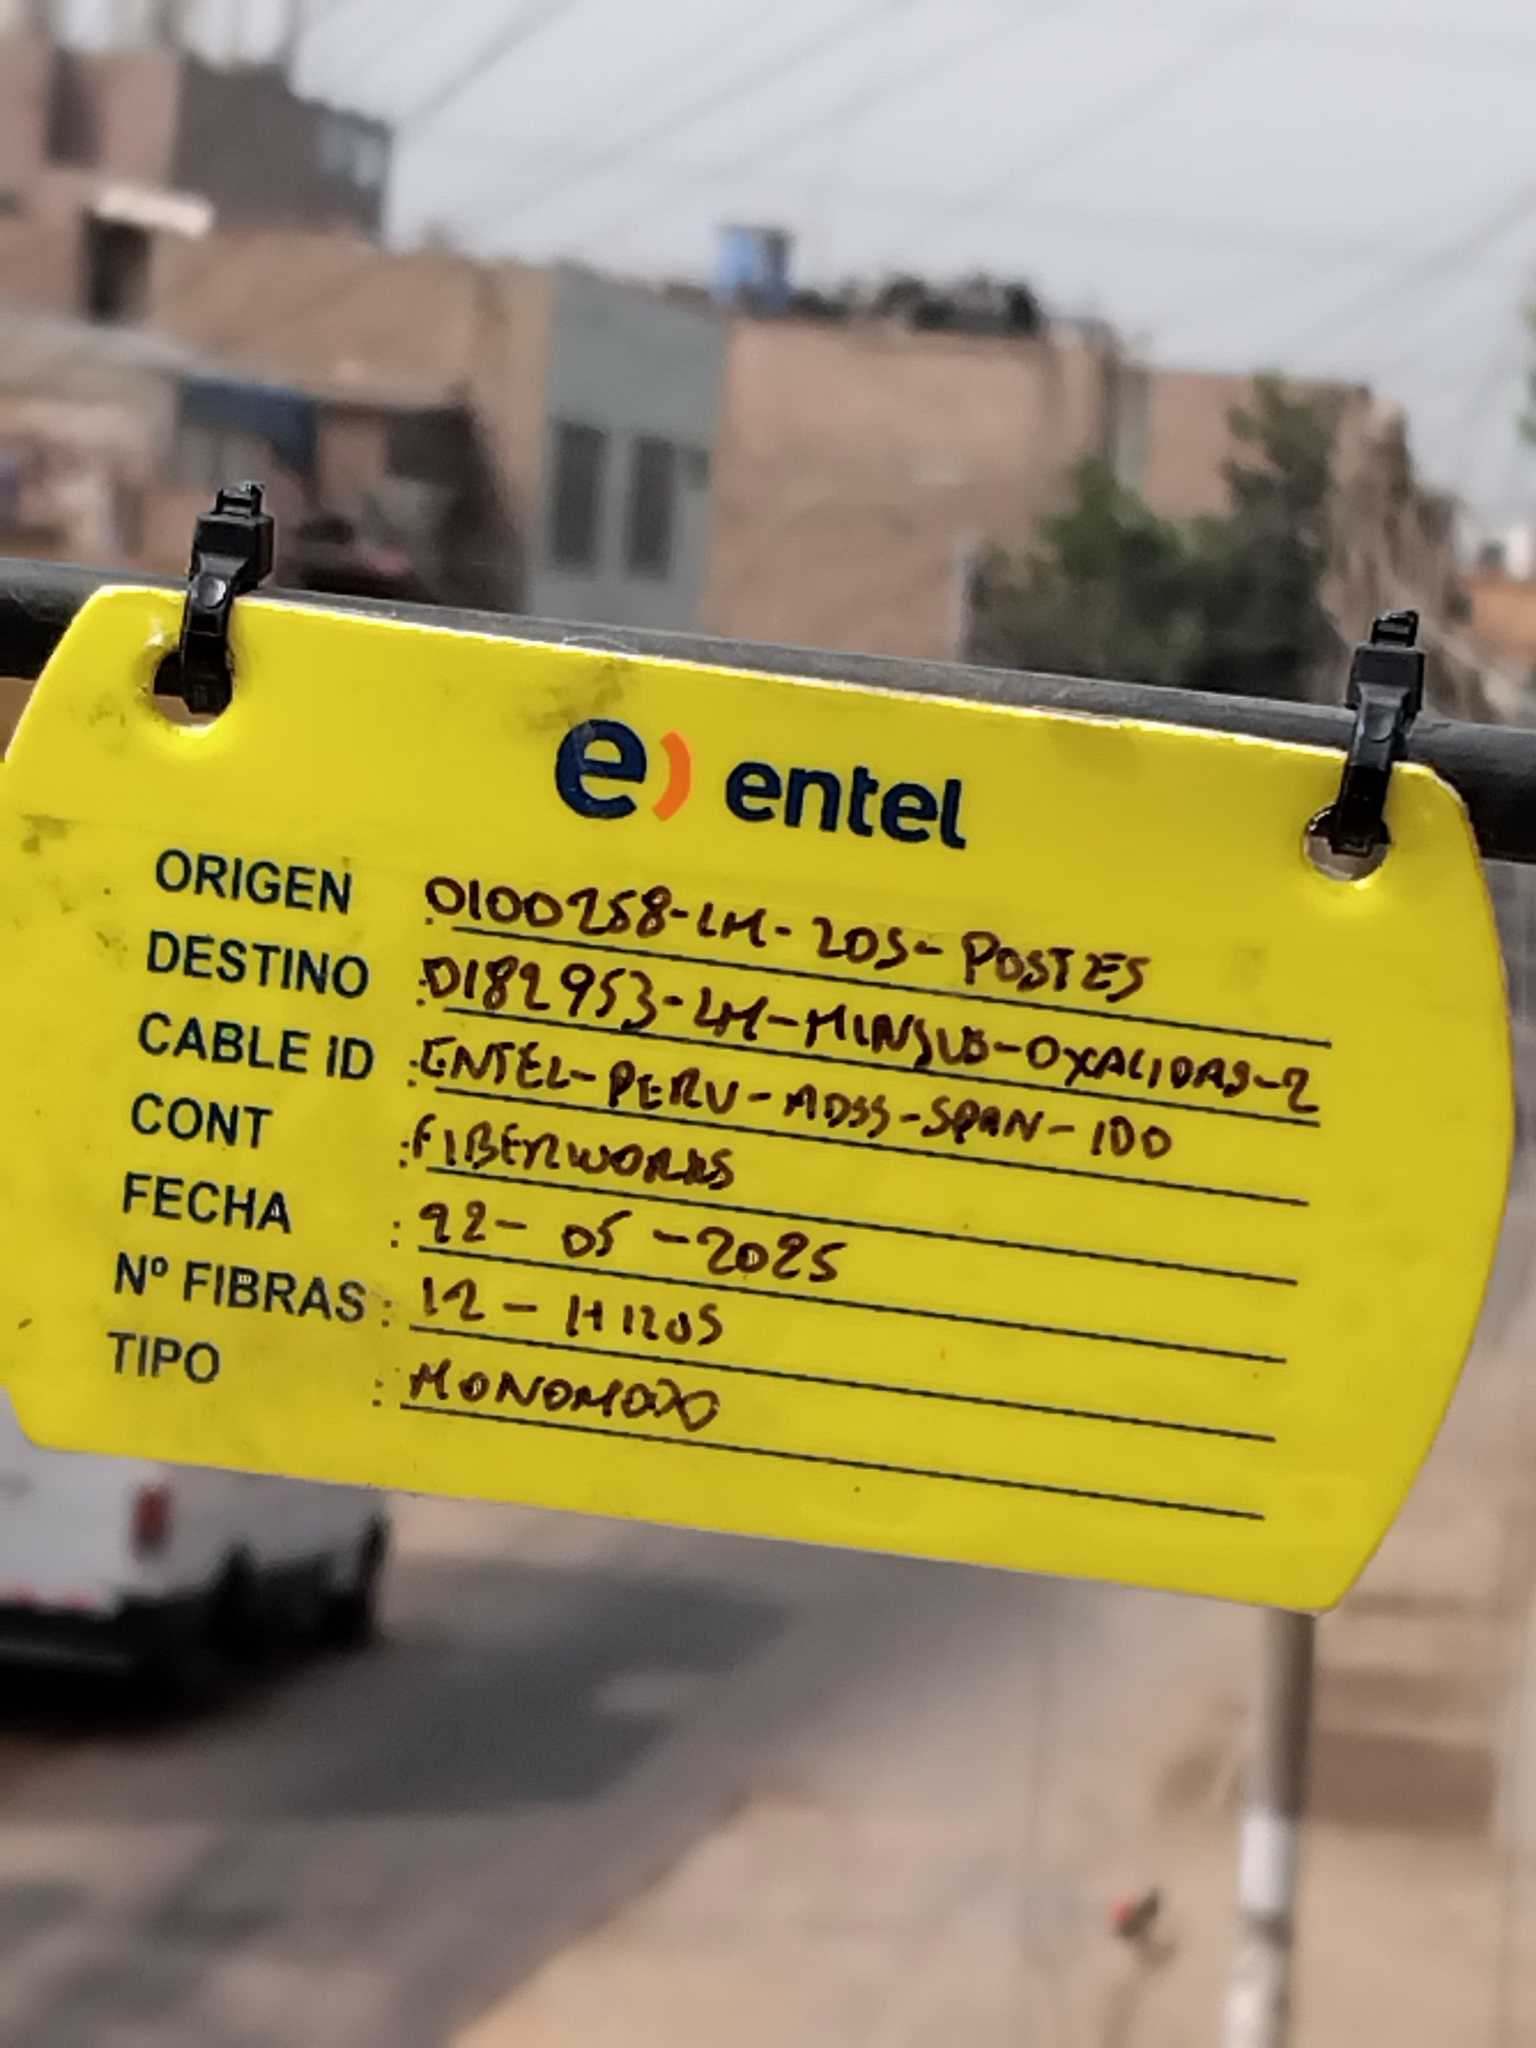 e) entel
ORIGEN : 0100258-LM-LOS-POSTES
DESTINO : 0182953-LM-MINSUB-OXALIDAS-2
CABLE ID : ENTEL-PERU-ADSS-SPAN-100
CONT : FIBERWORKS
FECHA : 22-05-2025
Nº FIBRAS : 12-HILOS
TIPO : MONOMODO